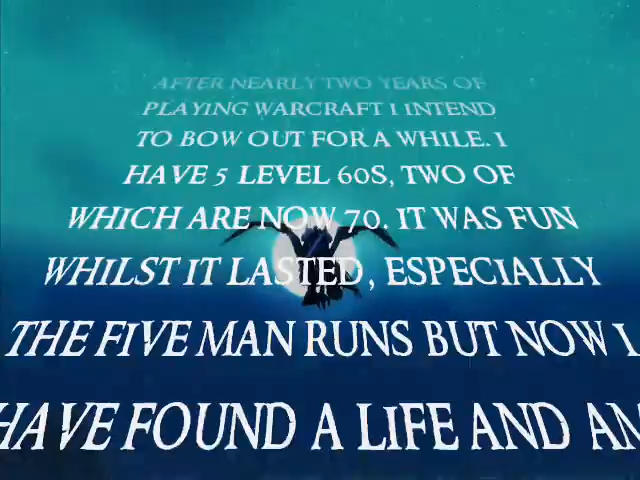 AFTER NEARLY TWO YEARS OF
PLAYING WARCRAFT I INTEND
TO BOW OUT FOR A WHILE. I
HAVE 5 LEVEL 60S, TWO OF
WHICH ARE NOW 70. IT WAS FUN
WHILST IT LASTED, ESPECIALLY
THE FIVE MAN RUNS BUT NOW I
HAVE FOUND A LIFE AND AM